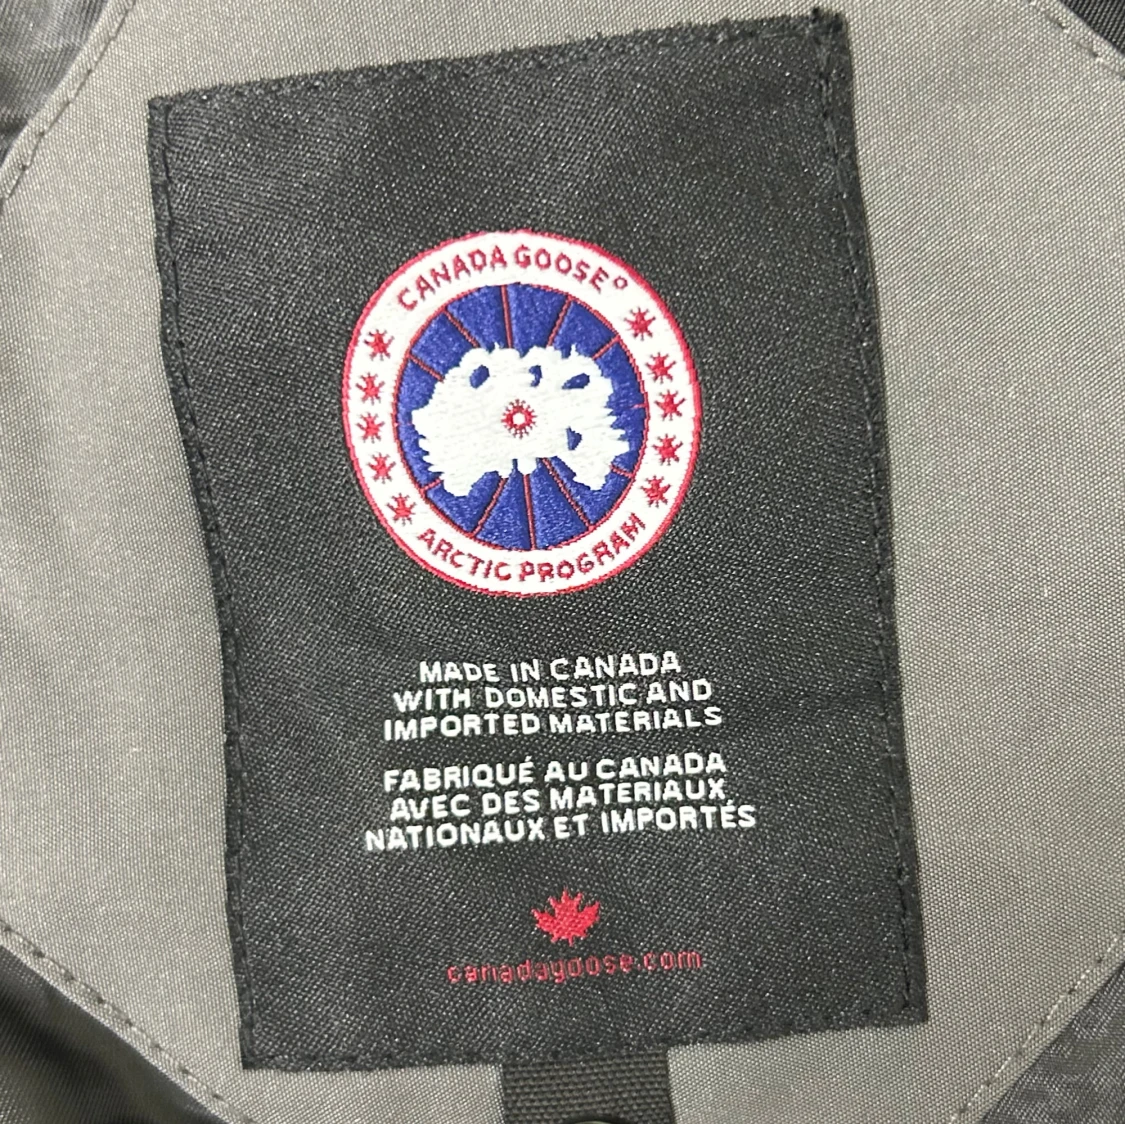 CANADA GOOSE®
ARCTIC PROGRAM
MADE IN CANADA
WITH DOMESTIC AND
IMPORTED MATERIALS
FABRIQUÉ AU CANADA
AVEC DES MATERIAUX
NATIONAUX ET IMPORTÉS
canadagoose.com